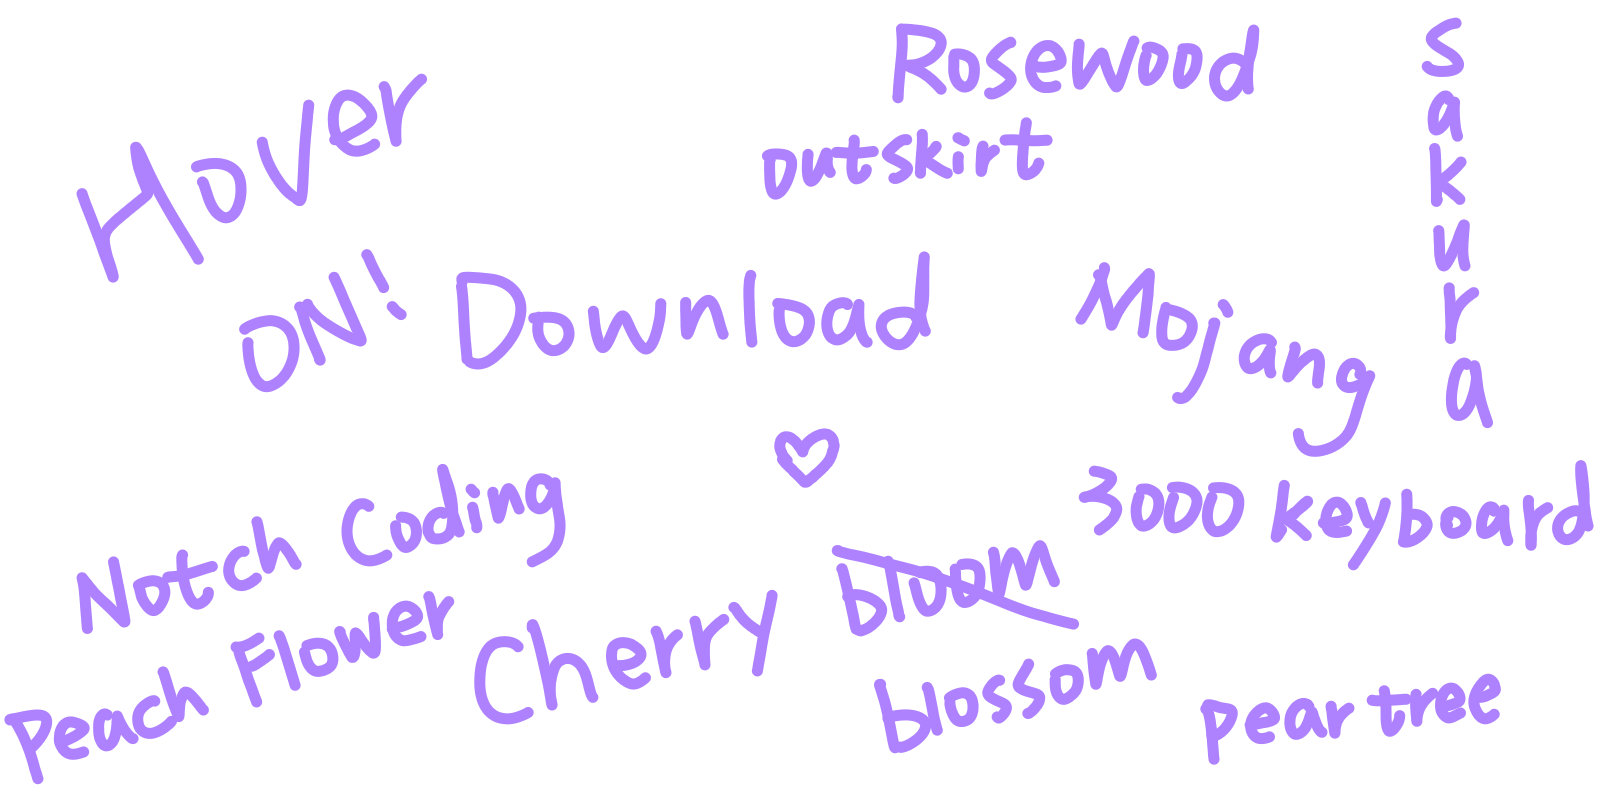 Rosewood
sakura
outskirt
Hover
ON!
Download
Mojang
3000 keyboard
Notch Coding
Peach Flower
Cherry bloom
blossom
pear tree